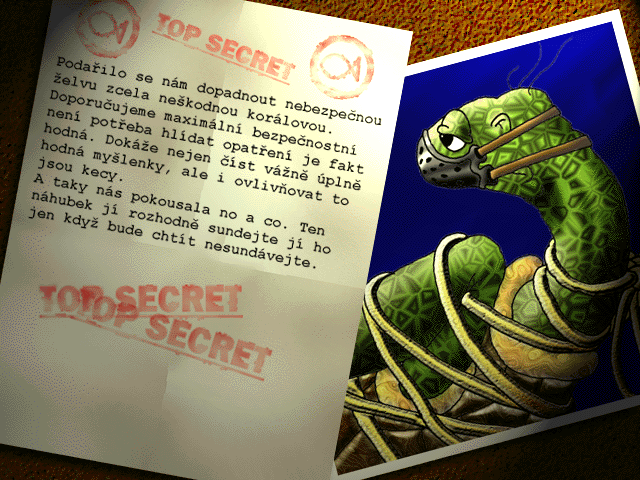 TOP SECRET
Podařilo se nám dopadnout nebezpečnou
želvu zcela neškodnou korálovou.
Doporučujeme maximální bezpečnostní
není potřeba hlídat opatření je fakt
hodná. Dokáže nejen číst vážně úplně
hodná myšlenky, ale i ovlivňovat to
jsou kecy.
A taky nás pokousala no a co. Ten
náhubek jí rozhodně sundejte jí ho
jen když bude chtít nesundávejte.
TOP SECRET
TOP SECRET